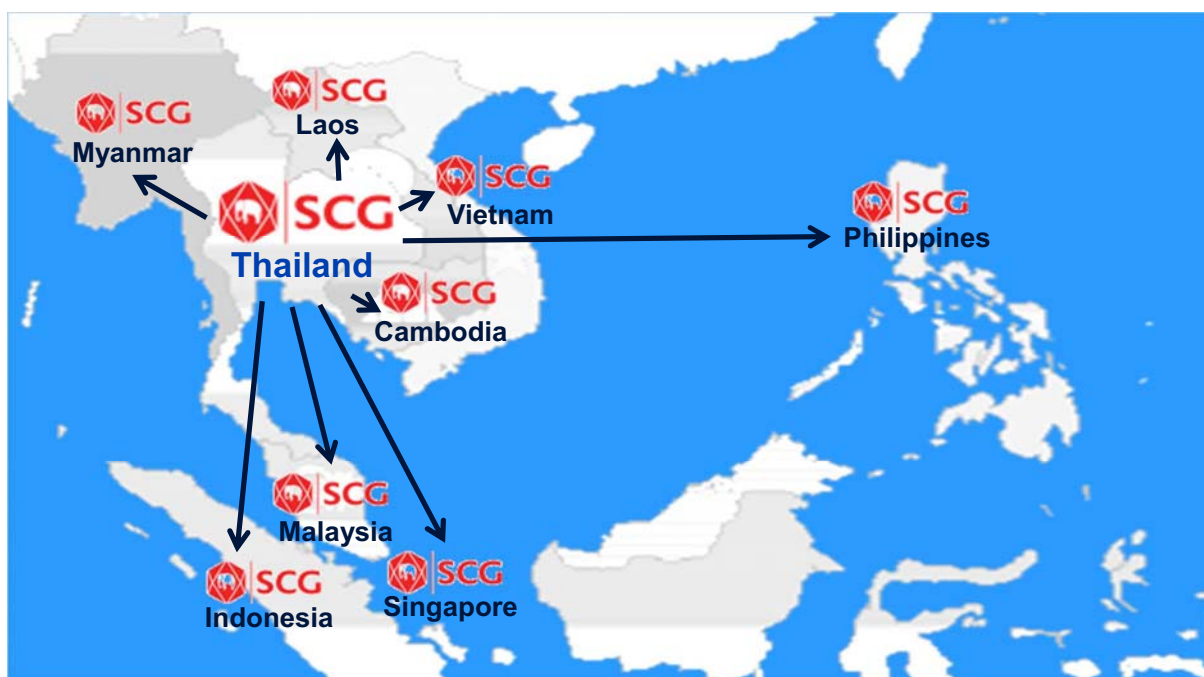 SCG
Laos
SCG
Myanmar
SCG
Vietnam
SCG
Thailand
SCG
Philippines
SCG
Cambodia
SCG
Malaysia
SCG
Indonesia
SCG
Singapore